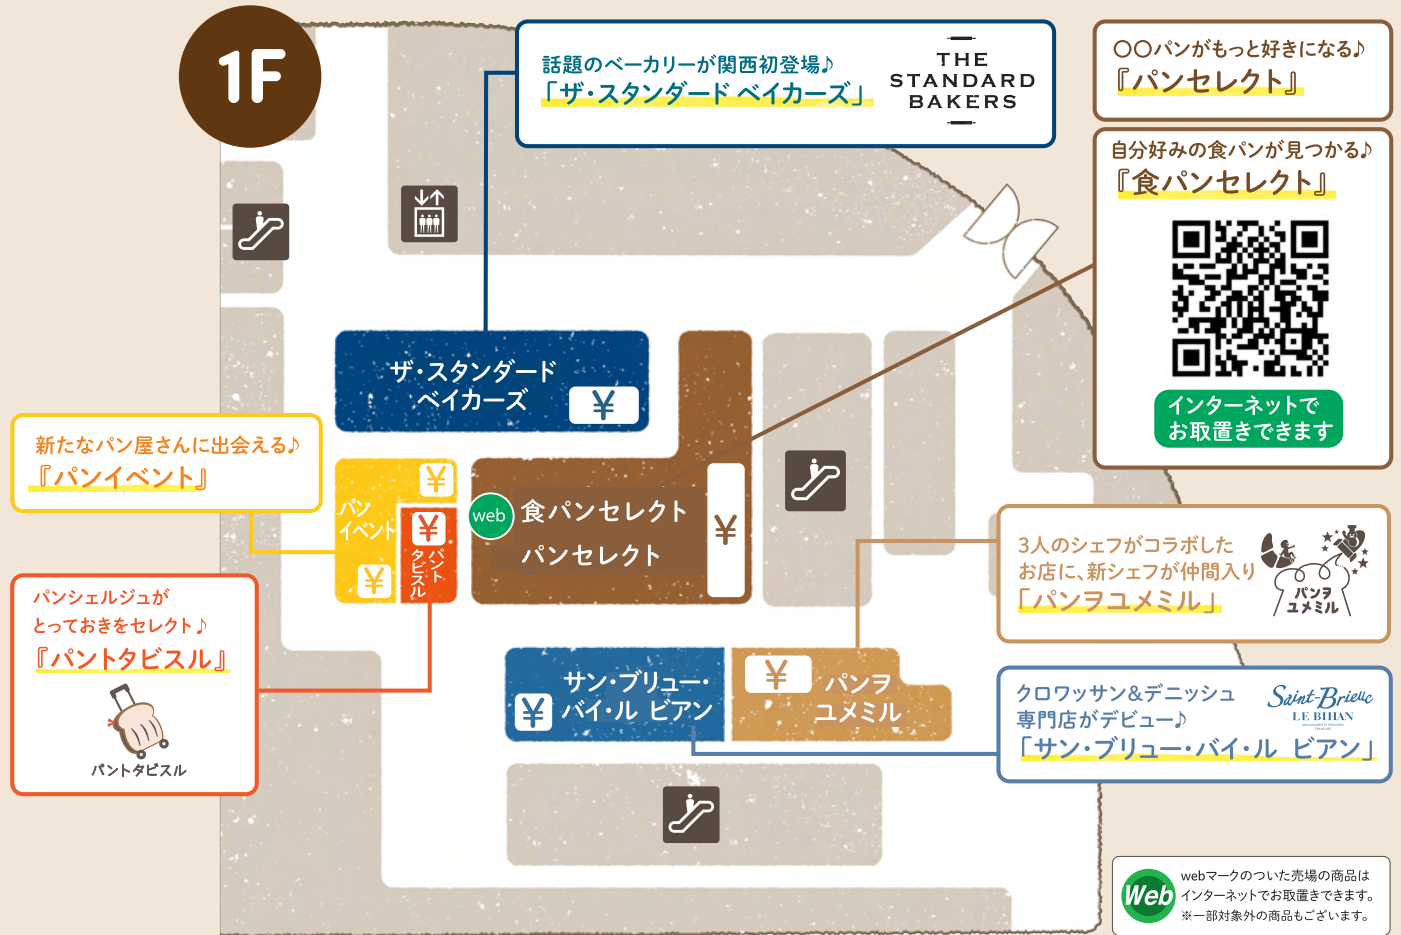 1F
話題のベーカリーが関西初登場♪
「ザ・スタンダード ベイカーズ」
THE
STANDARD
BAKERS
〇〇パンがもっと好きになる♪
『パンセレクト』
自分好みの食パンが見つかる♪
『食パンセレクト』
インターネットで
お取置きできます
ザ・スタンダード
ベイカーズ
¥
新たなパン屋さんに出会える♪
『パンイベント』
パン
イベント
¥
¥
¥
パント
タビスル
web
食パンセレクト
パンセレクト
¥
パンシェルジュが
とっておきをセレクト♪
『パントタビスル』
パントタビスル
3人のシェフがコラボした
お店に、新シェフが仲間入り
「パンヲユメミル」
パンヲ
ユメミル
サン・ブリュー・
バイ・ル ビアン
¥
¥
パンヲ
ユメミル
クロワッサン&デニッシュ
専門店がデビュー♪
「サン・ブリュー・バイ・ル ビアン」
Saint-Brieuc
LE BIHAN
Web
webマークのついた売場の商品は
インターネットでお取置きできます。
※一部対象外の商品もございます。